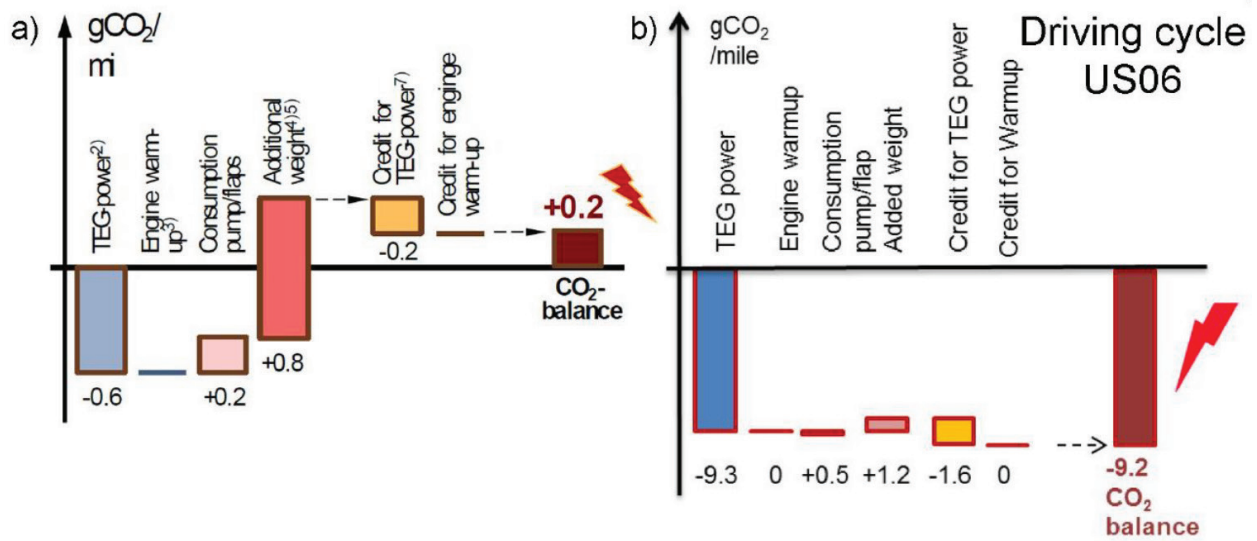 a)
gCO₂/
mi
TEG-power²⁾
Engine warm-
up³⁾
Consumption
pump/flaps
Additional
weight⁴⁾⁵⁾
Credit for
TEG-power⁷⁾
Credit for enginge
warm-up
-0.6
+0.2
+0.8
-0.2
+0.2
CO₂-
balance
b)
gCO₂
/mile
Driving cycle
US06
TEG power
Engine warmup
Consumption
pump/flap
Added weight
Credit for TEG power
Credit for Warmup
-9.3
0
+0.5
+1.2
-1.6
0
-9.2
CO₂
balance